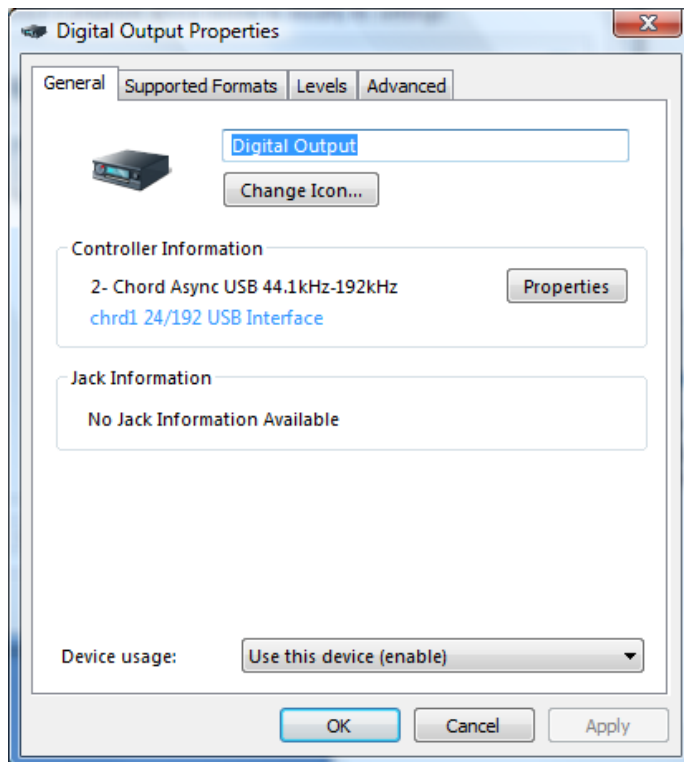 Digital Output Properties
General Supported Formats Levels Advanced
Digital Output
Change Icon...
Controller Information
2- Chord Async USB 44.1kHz-192kHz
Properties
chrd1 24/192 USB Interface
Jack Information
No Jack Information Available
Device usage: Use this device (enable)
OK Cancel Apply